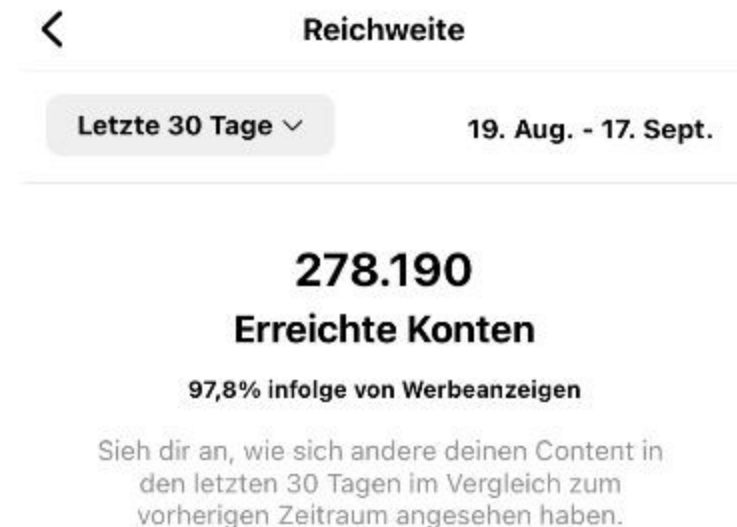 Reichweite
Letzte 30 Tage
19. Aug. - 17. Sept.
278.190
Erreichte Konten
97,8% infolge von Werbeanzeigen
Sieh dir an, wie sich andere deinen Content in
den letzten 30 Tagen im Vergleich zum
vorherigen Zeitraum angesehen haben.